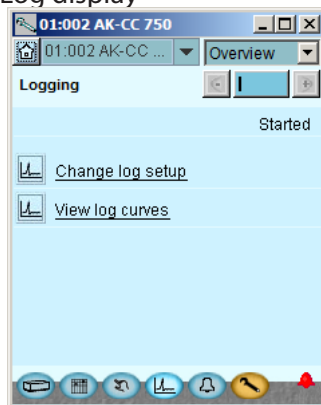 Log display
01:002 AK-CC 750
01:002 AK-CC ... Overview
Logging
Started
Change log setup
View log curves